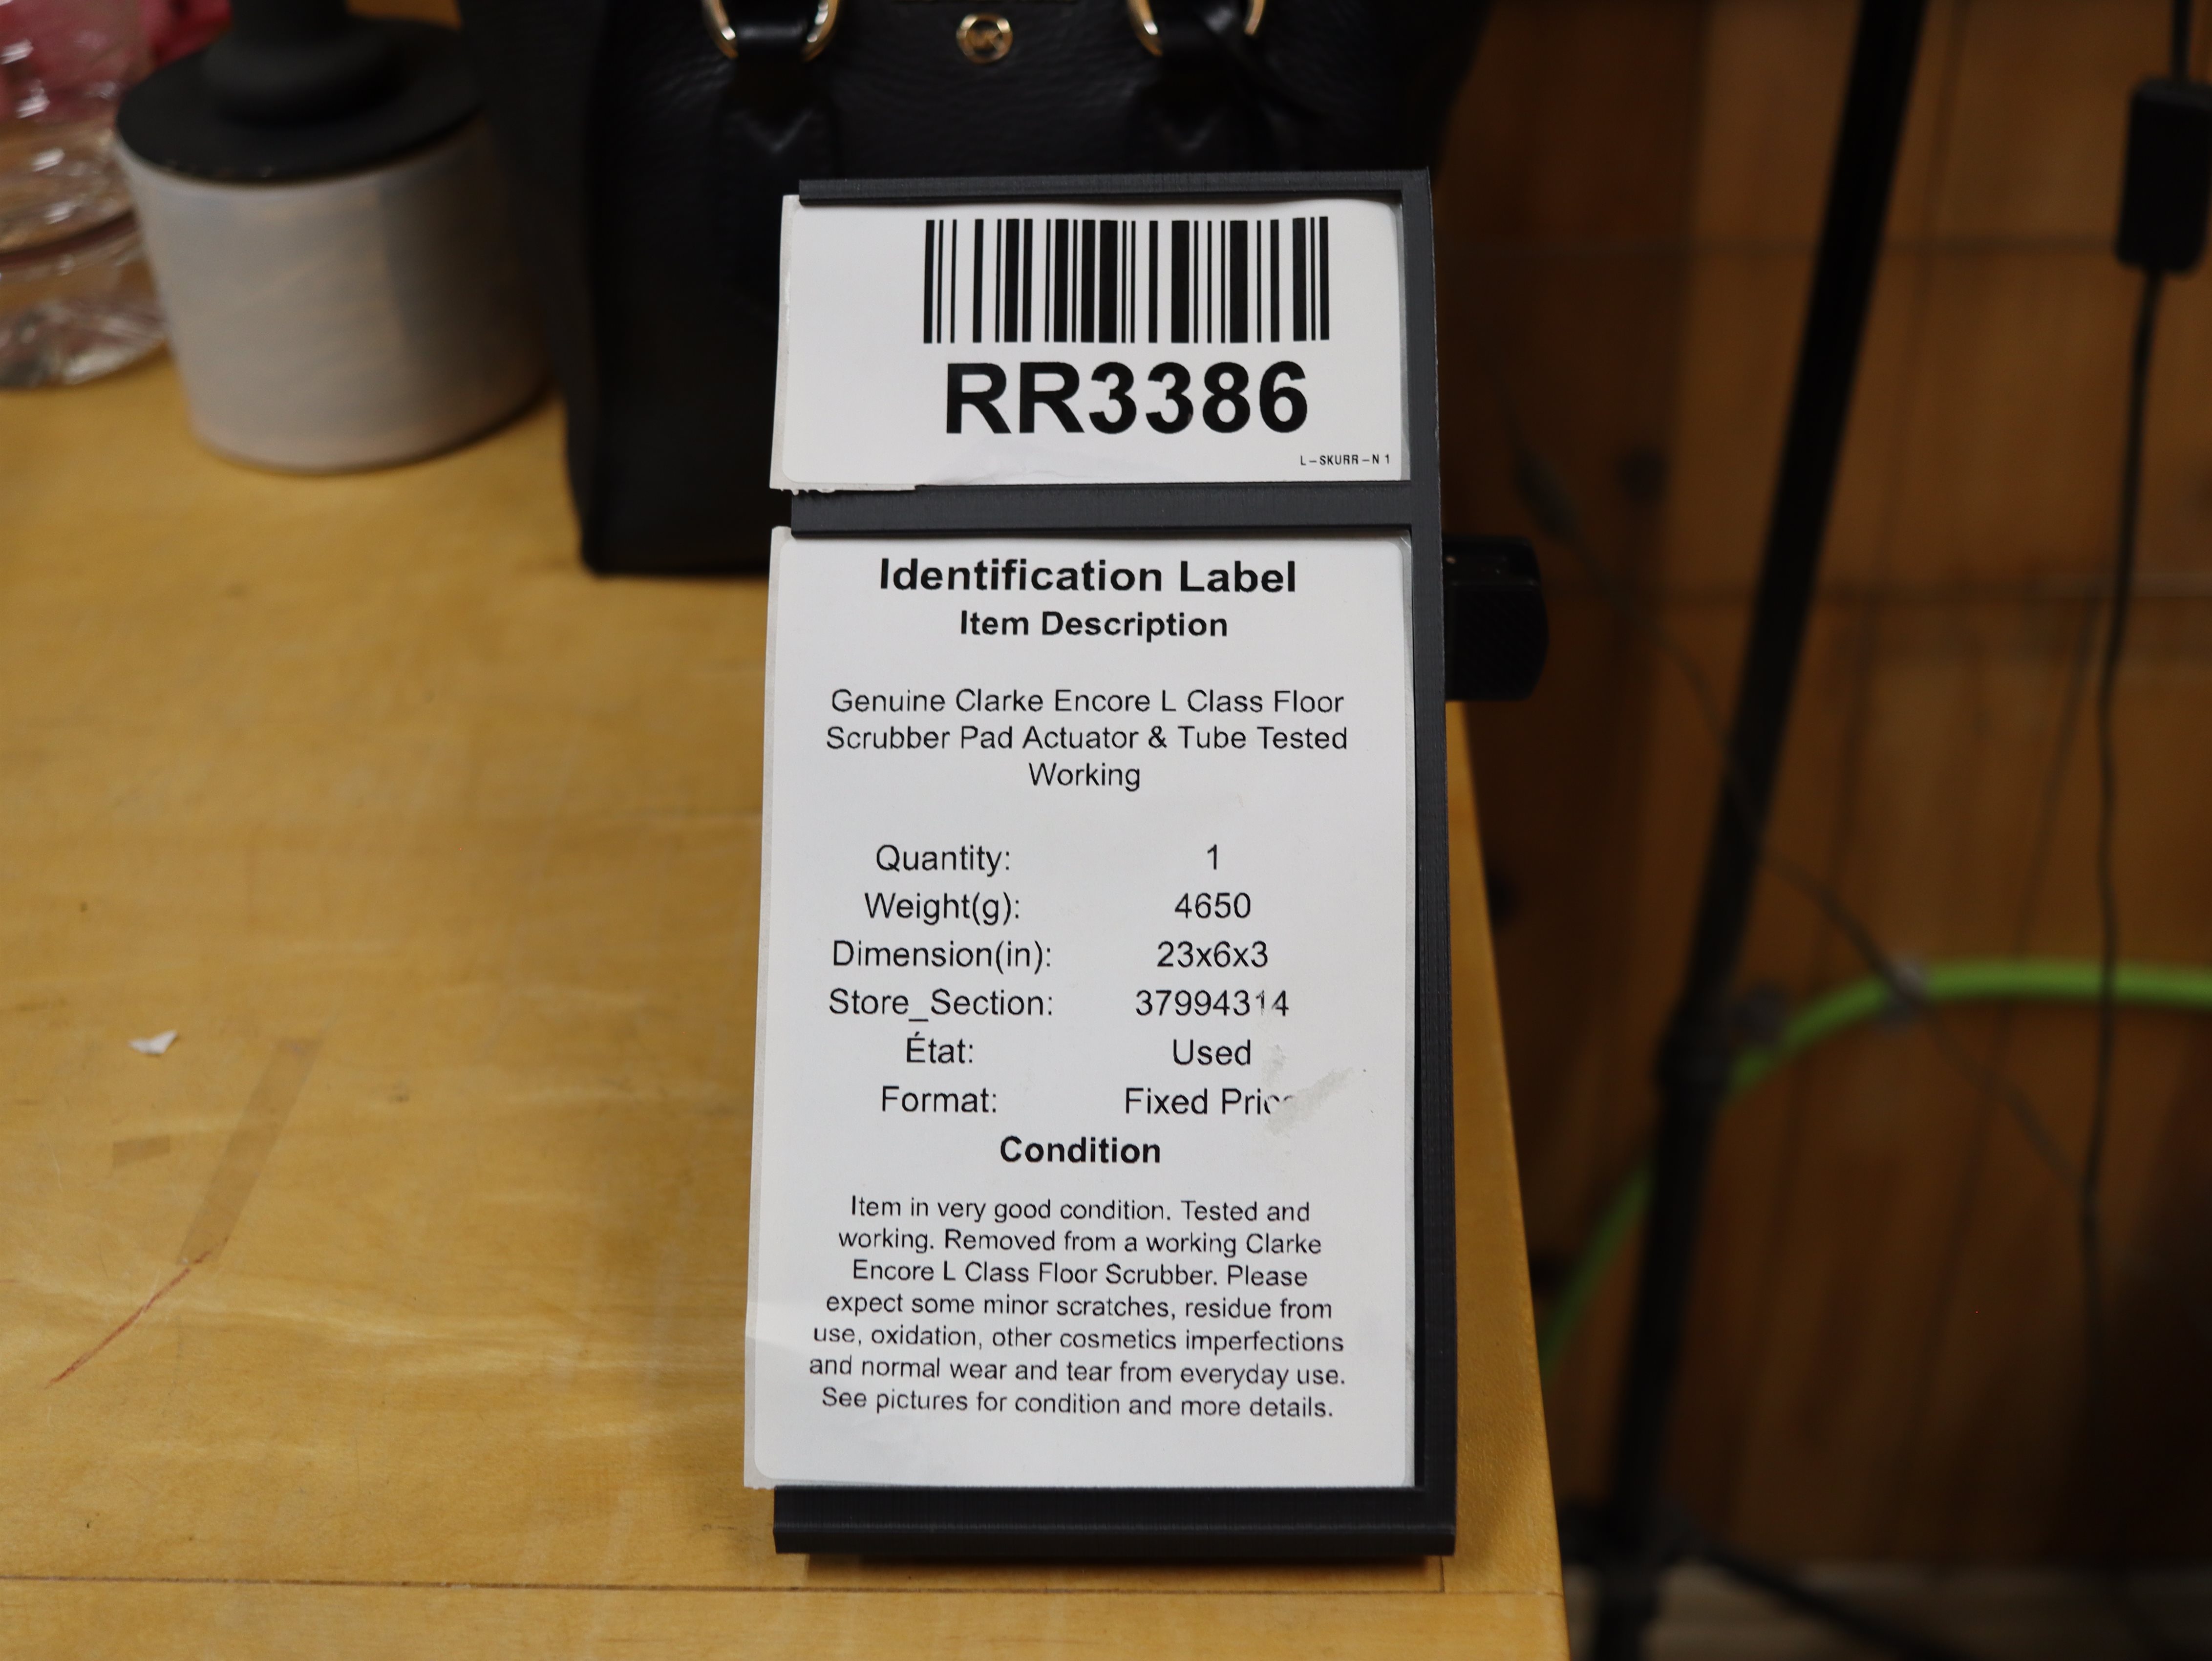 RR3386
L-SKURR-N 1
Identification Label
Item Description
Genuine Clarke Encore L Class Floor
Scrubber Pad Actuator & Tube Tested
Working
Quantity: 1
Weight(g): 4650
Dimension(in): 23x6x3
Store_Section: 37994314
État: Used
Format: Fixed Price
Condition
Item in very good condition. Tested and
working. Removed from a working Clarke
Encore L Class Floor Scrubber. Please
expect some minor scratches, residue from
use, oxidation, other cosmetics imperfections
and normal wear and tear from everyday use.
See pictures for condition and more details.